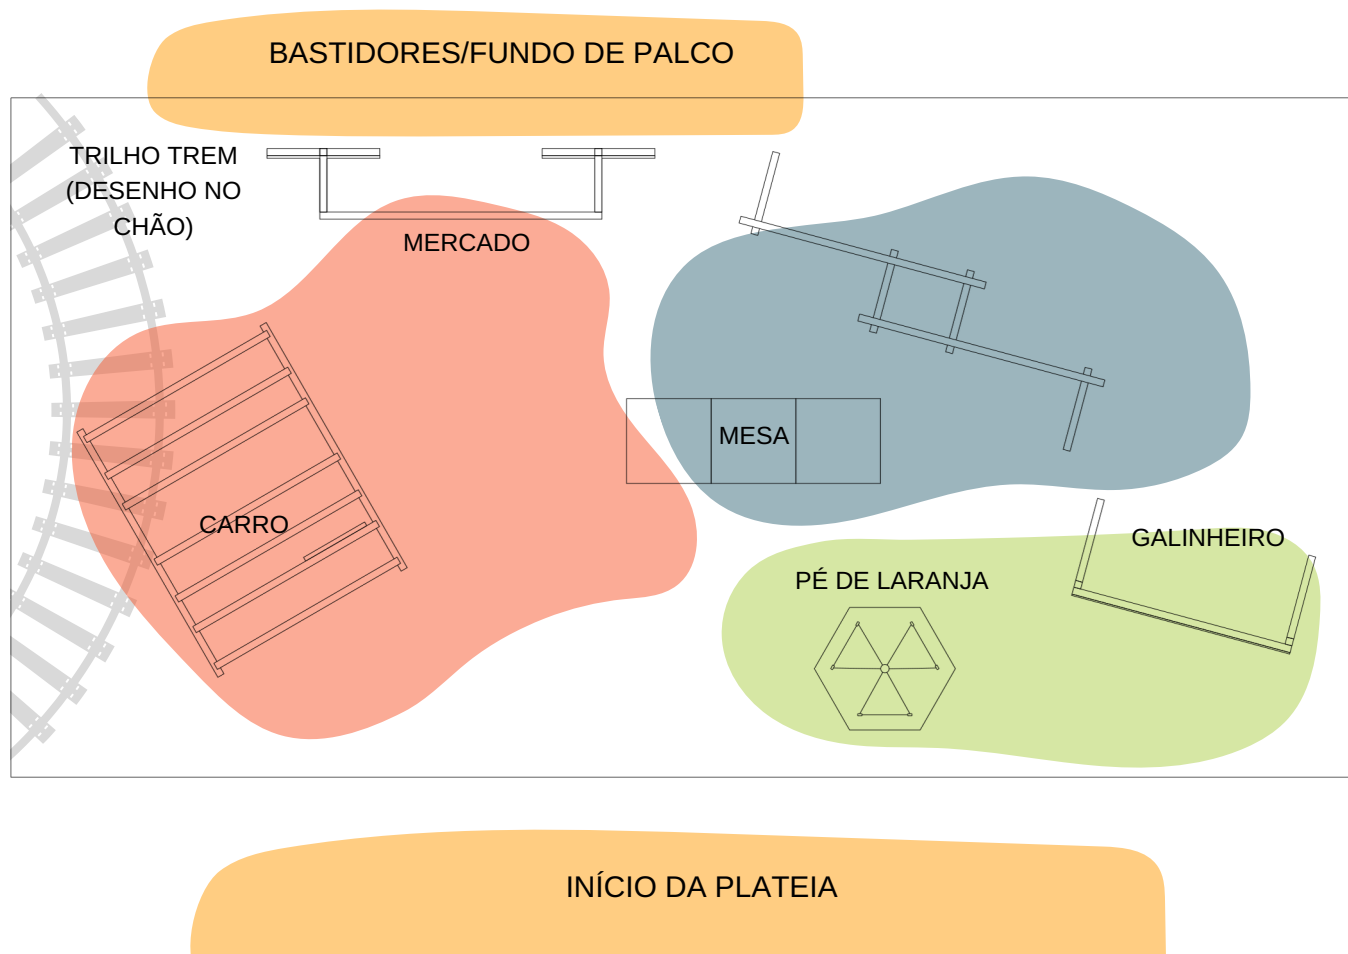 BASTIDORES/FUNDO DE PALCO
TRILHO TREM
(DESENHO NO
CHÃO)
MERCADO
MESA
CARRO
GALINHEIRO
PÉ DE LARANJA
INÍCIO DA PLATEIA